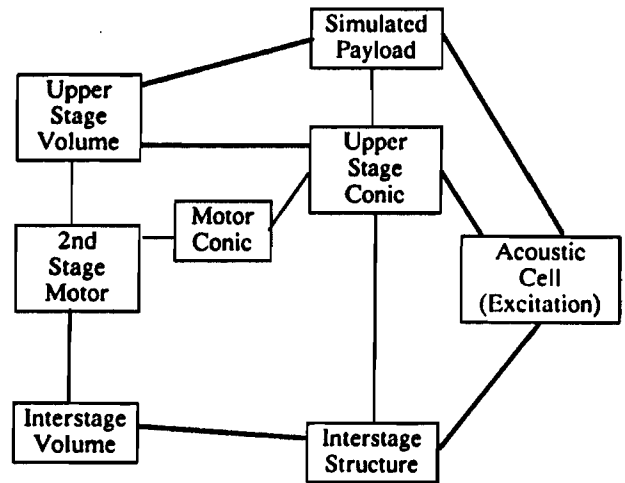 Simulated
Payload
Upper
Stage
Volume
Upper
Stage
Conic
Motor
Conic
2nd
Stage
Motor
Acoustic
Cell
(Excitation)
Interstage
Volume
Interstage
Structure